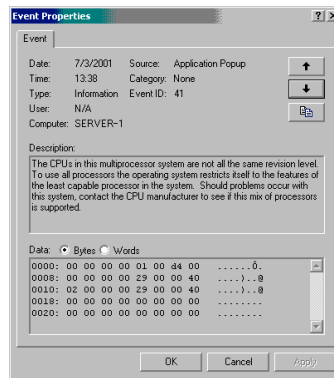 Event Properties
Event
Date: 7/3/2001 Source: Application Popup
Time: 13:38 Category: None
Type: Information Event ID: 41
User: N/A
Computer: SERVER-1
Description:
The CPUs in this multiprocessor system are not all the same revision level.
To use all processors the operating system restricts itself to the features of
the least capable processor in the system. Should problems occur with
this system, contact the CPU manufacturer to see if this mix of processors
is supported.
Data: Bytes Words
0000: 00 00 00 00 01 00 d4 00 ......Ô.
0008: 00 00 00 00 29 00 00 40 ....)..@
0010: 02 00 00 00 29 00 00 40 ....)..@
0018: 00 00 00 00 00 00 00 00 ........
0020: 00 00 00 00 00 00 00 00 ........
OK Cancel Apply